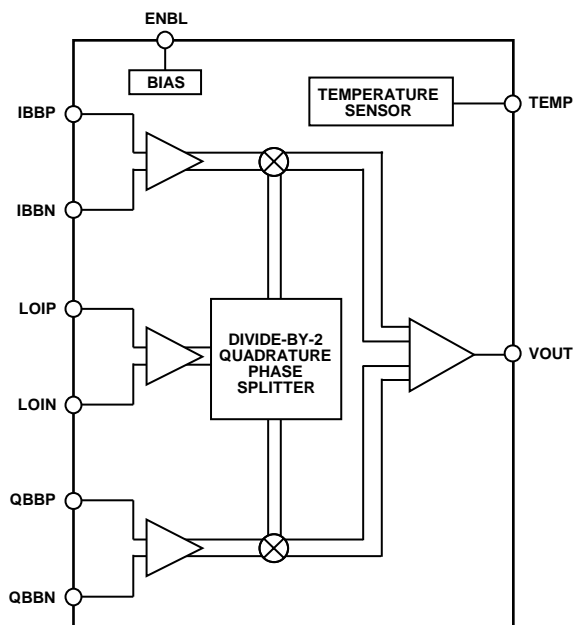 ENBL
BIAS
TEMPERATURE
SENSOR
TEMP
IBBP
IBBN
LOIP
DIVIDE-BY-2
QUADRATURE
PHASE
SPLITTER
VOUT
LOIN
QBBP
QBBN